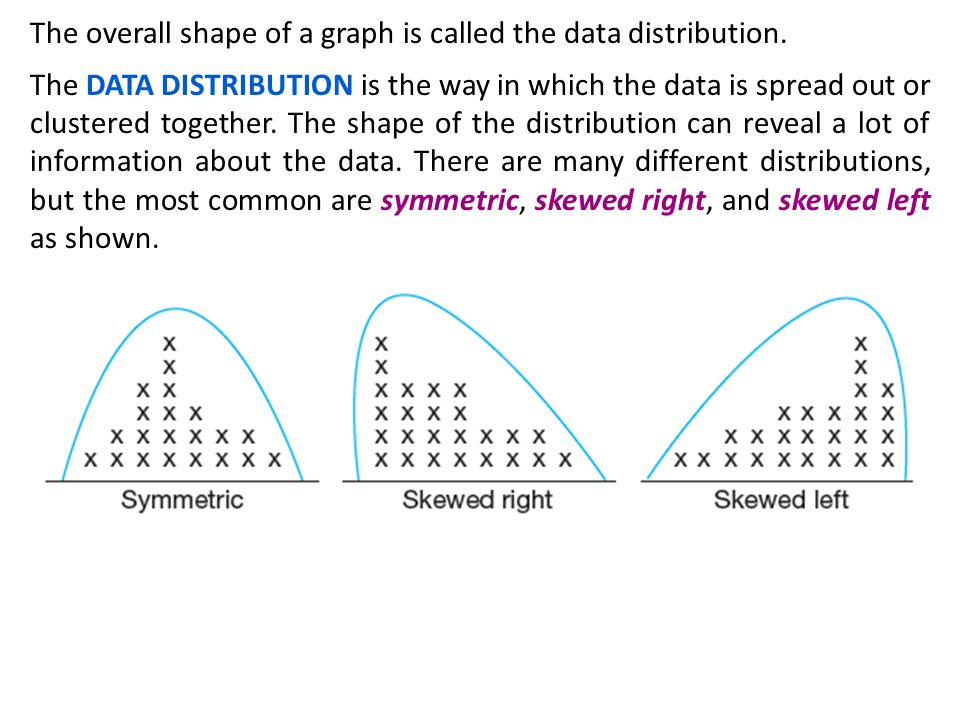 The overall shape of a graph is called the data distribution.
The DATA DISTRIBUTION is the way in which the data is spread out or
clustered together. The shape of the distribution can reveal a lot of
information about the data. There are many different distributions,
but the most common are symmetric, skewed right, and skewed left
as shown.
x x x
x x x
x x x x x x x x
x x x x x x x x x x x x
x x x x x x x x x x x x x x x x x x x x
x x x x x x x x x x x x x x x x x x x x x x x x x
Symmetric Skewed right Skewed left